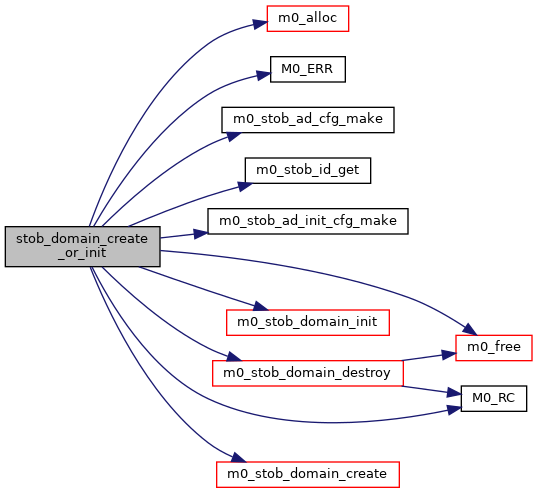 m0_alloc
M0_ERR
m0_stob_ad_cfg_make
m0_stob_id_get
m0_stob_ad_init_cfg_make
stob_domain_create
_or_init
m0_stob_domain_init
m0_free
m0_stob_domain_destroy
M0_RC
m0_stob_domain_create